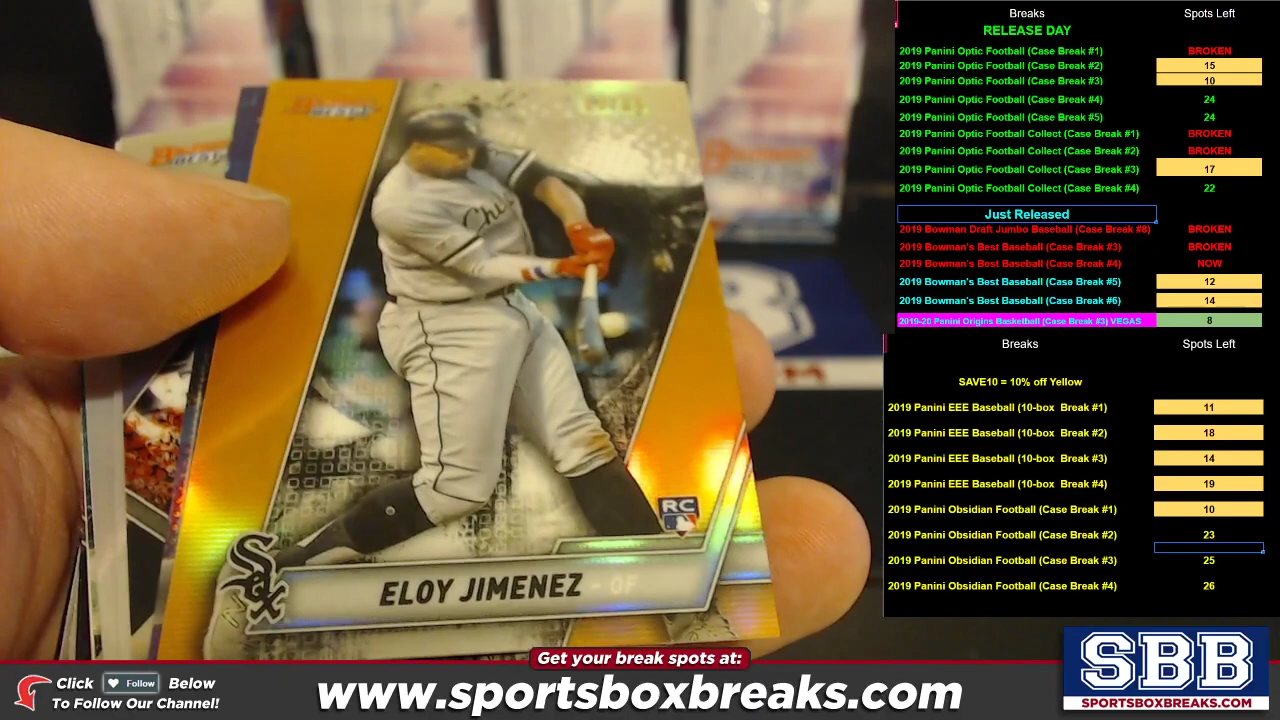 Breaks Spots Left
RELEASE DAY
2019 Panini Optic Football (Case Break #1) BROKEN
2019 Panini Optic Football (Case Break #2) 15
2019 Panini Optic Football (Case Break #3) 10
2019 Panini Optic Football (Case Break #4) 24
2019 Panini Optic Football (Case Break #5) 24
2019 Panini Optic Football Collect (Case Break #1) BROKEN
2019 Panini Optic Football Collect (Case Break #2) BROKEN
2019 Panini Optic Football Collect (Case Break #3) 17
2019 Panini Optic Football Collect (Case Break #4) 22
Just Released
2019 Bowman Draft Jumbo Baseball (Case Break #8) BROKEN
2019 Bowman's Best Baseball (Case Break #3) BROKEN
2019 Bowman's Best Baseball (Case Break #4) NOW
2019 Bowman's Best Baseball (Case Break #5) 12
2019 Bowman's Best Baseball (Case Break #6) 14
2019-20 Panini Origins Basketball (Case Break #3) VEGAS 8
Breaks Spots Left
SAVE10 = 10% off Yellow
2019 Panini EEE Baseball (10-box Break #1) 11
2019 Panini EEE Baseball (10-box Break #2) 18
2019 Panini EEE Baseball (10-box Break #3) 14
2019 Panini EEE Baseball (10-box Break #4) 19
2019 Panini Obsidian Football (Case Break #1) 10
2019 Panini Obsidian Football (Case Break #2) 23
2019 Panini Obsidian Football (Case Break #3) 25
2019 Panini Obsidian Football (Case Break #4) 26
Chi
RC
Sox
ELOY JIMENEZ - OF
Get your break spots at:
www.sportsboxbreaks.com
Click Follow Below
To Follow Our Channel!
SBB
SPORTSBOXBREAKS.COM